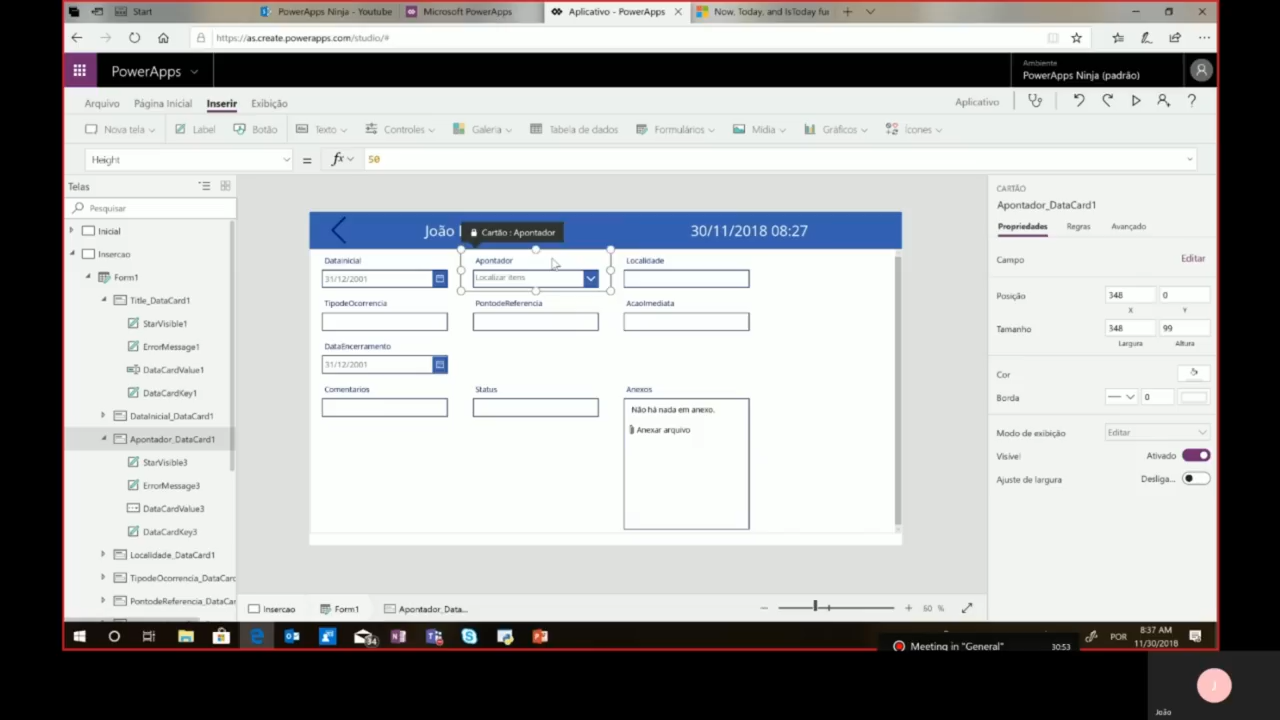 Start
PowerApps Ninja - Youtube
Microsoft PowerApps
Aplicativo - PowerApps
Now, Today, and IsToday fun
https://as.create.powerapps.com/studio/#
PowerApps
Ambiente
PowerApps Ninja (padrão)
Arquivo Página Inicial Inserir Exibição
Aplicativo
Nova tela Label Botão Texto Controles Galeria Tabela de dados Formulários Mídia Gráficos Ícones
Height = fx 50
Telas
Pesquisar
Inicial
Insercao
Form1
Title_DataCard1
StarVisible1
ErrorMessage1
DataCardValue1
DataCardKey1
DataInicial_DataCard1
Apontador_DataCard1
StarVisible3
ErrorMessage3
DataCardValue3
DataCardKey3
Localidade_DataCard1
TipodeOcorrencia_DataCar
PontodeReferencia_DataCar
João
Cartão : Apontador
30/11/2018 08:27
DataInicial Apontador Localidade
31/12/2001 Localizar itens
TipodeOcorrencia PontodeReferencia AcaoImediata
DataEncerramento
31/12/2001
Comentarios Status Anexos
Não há nada em anexo.
Anexar arquivo
CARTÃO
Apontador_DataCard1
Propriedades Regras Avançado
Campo Editar
Posição 348 0
X Y
Tamanho 348 99
Largura Altura
Cor
Borda 0
Modo de exibição Editar
Visível Ativado
Ajuste de largura Desliga...
Insercao Form1 Apontador_Data...
60 %
34
POR
8:37 AM
11/30/2018
Meeting in "General" 30:53
J
João